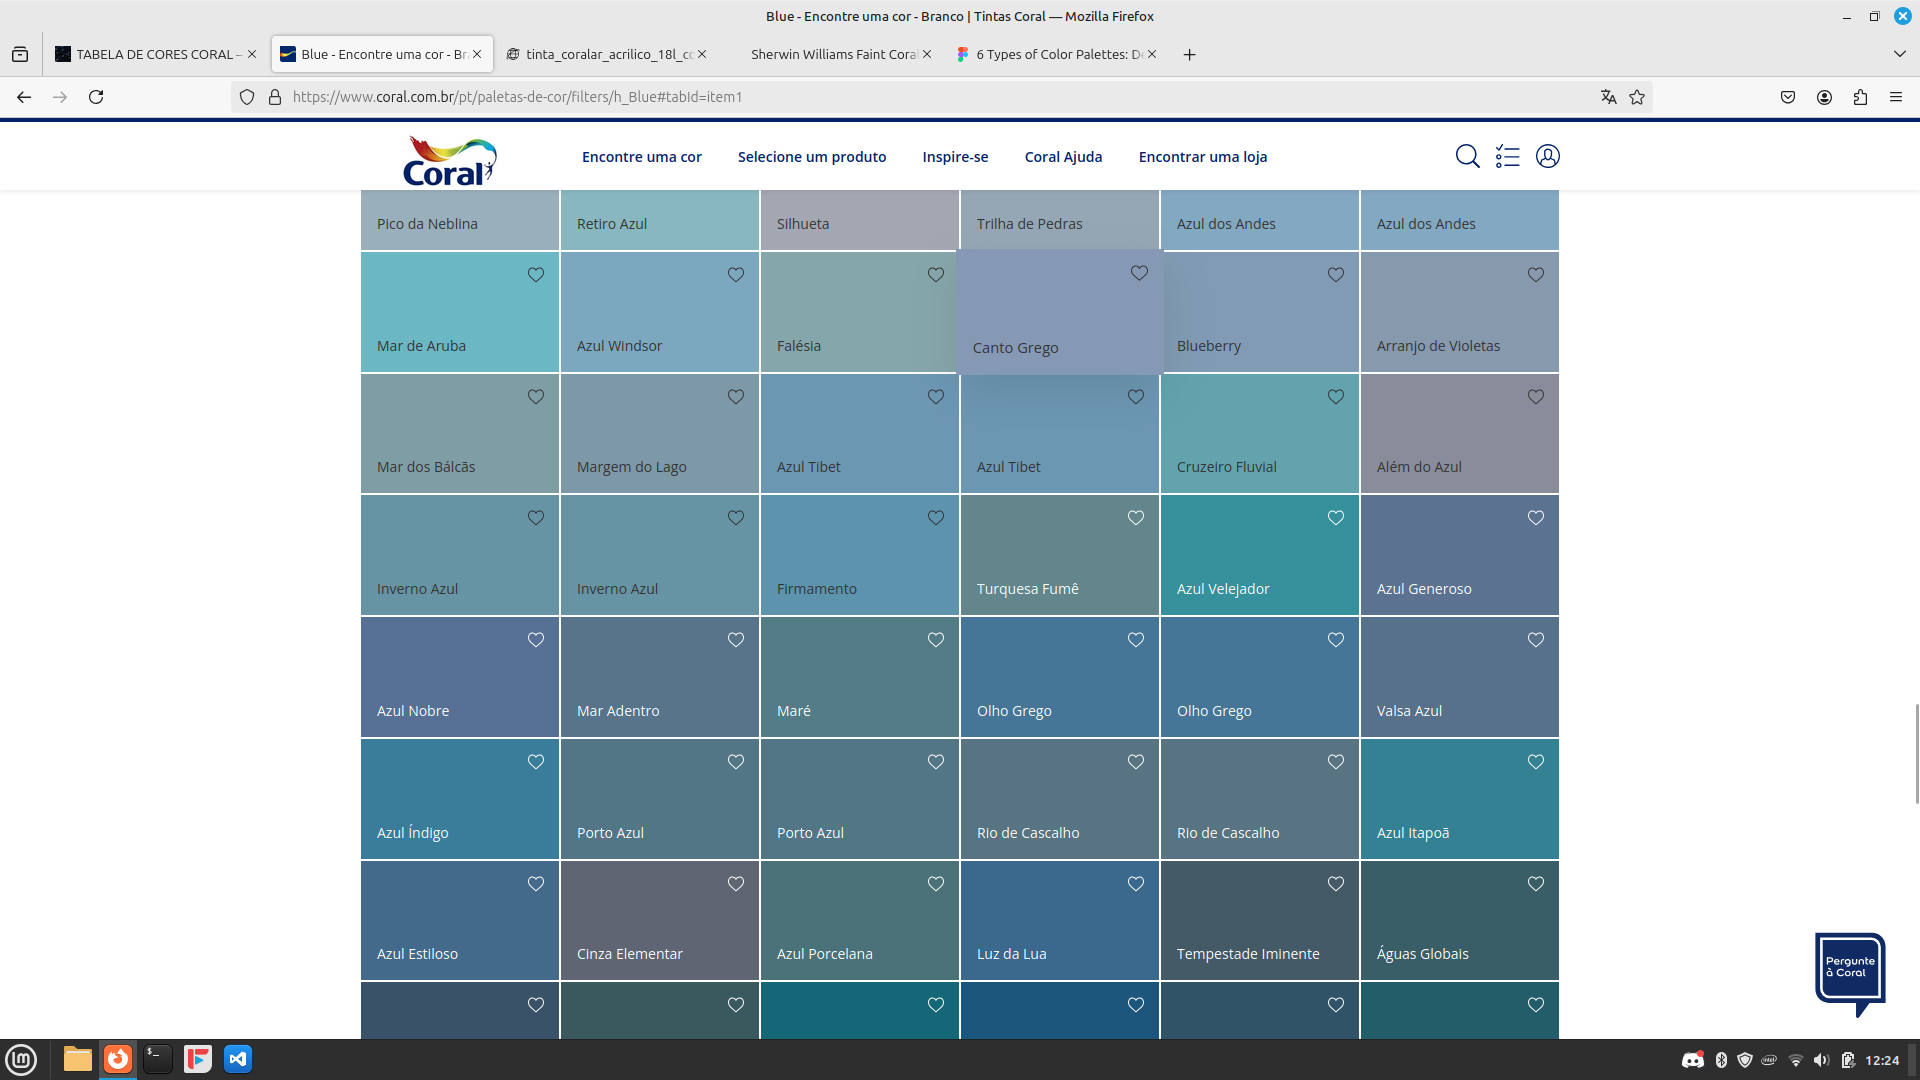 Blue - Encontre uma cor - Branco | Tintas Coral — Mozilla Firefox
TABELA DE CORES CORAL –
Blue - Encontre uma cor - Br
tinta_coralar_acrilico_18l_co
Sherwin Williams Faint Coral
6 Types of Color Palettes: De
https://www.coral.com.br/pt/paletas-de-cor/filters/h_Blue#tabId=item1
Coral
Encontre uma cor
Selecione um produto
Inspire-se
Coral Ajuda
Encontrar uma loja
Pico da Neblina
Retiro Azul
Silhueta
Trilha de Pedras
Azul dos Andes
Azul dos Andes
Mar de Aruba
Azul Windsor
Falésia
Canto Grego
Blueberry
Arranjo de Violetas
Mar dos Bálcãs
Margem do Lago
Azul Tibet
Azul Tibet
Cruzeiro Fluvial
Além do Azul
Inverno Azul
Inverno Azul
Firmamento
Turquesa Fumê
Azul Velejador
Azul Generoso
Azul Nobre
Mar Adentro
Maré
Olho Grego
Olho Grego
Valsa Azul
Azul Índigo
Porto Azul
Porto Azul
Rio de Cascalho
Rio de Cascalho
Azul Itapoã
Azul Estiloso
Cinza Elementar
Azul Porcelana
Luz da Lua
Tempestade Iminente
Águas Globais
Pergunte
à Coral
12:24